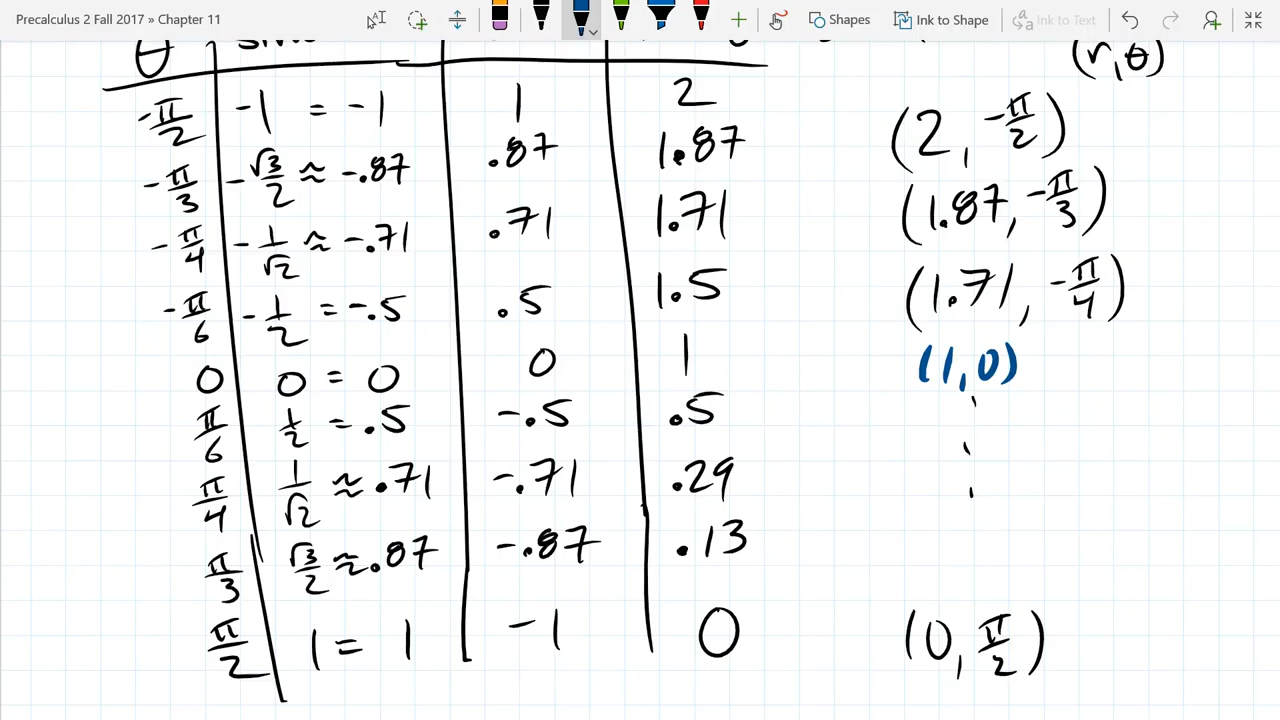 Precalculus 2 Fall 2017 » Chapter 11
Shapes
Ink to Shape
Ink to Text
θ
(r, θ)
-π/2 -1 = -1 1 2 (2, -π/2)
-π/3 -√3/2 ≈ -.87 .87 1.87 (1.87, -π/3)
-π/4 -1/√2 ≈ -.71 .71 1.71 (1.71, -π/4)
-π/6 -1/2 = -.5 .5 1.5
0 0 = 0 0 1 (1, 0)
π/6 1/2 = .5 -.5 .5
π/4 1/√2 ≈ .71 -.71 .29
π/3 √3/2 ≈ .87 -.87 .13
π/2 1 = 1 -1 0 (0, π/2)